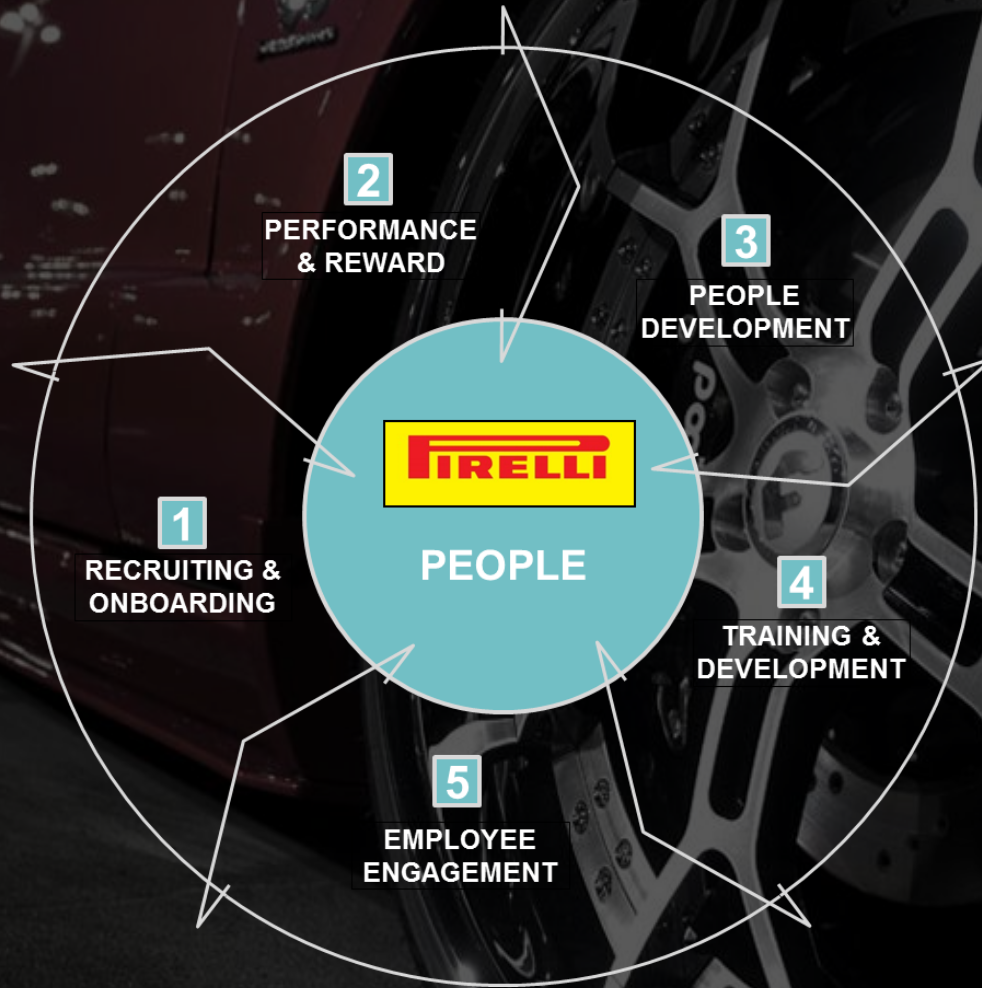 2
PERFORMANCE
& REWARD
3
PEOPLE
DEVELOPMENT
PIRELLI
PEOPLE
1
RECRUITING &
ONBOARDING
4
TRAINING &
DEVELOPMENT
5
EMPLOYEE
ENGAGEMENT